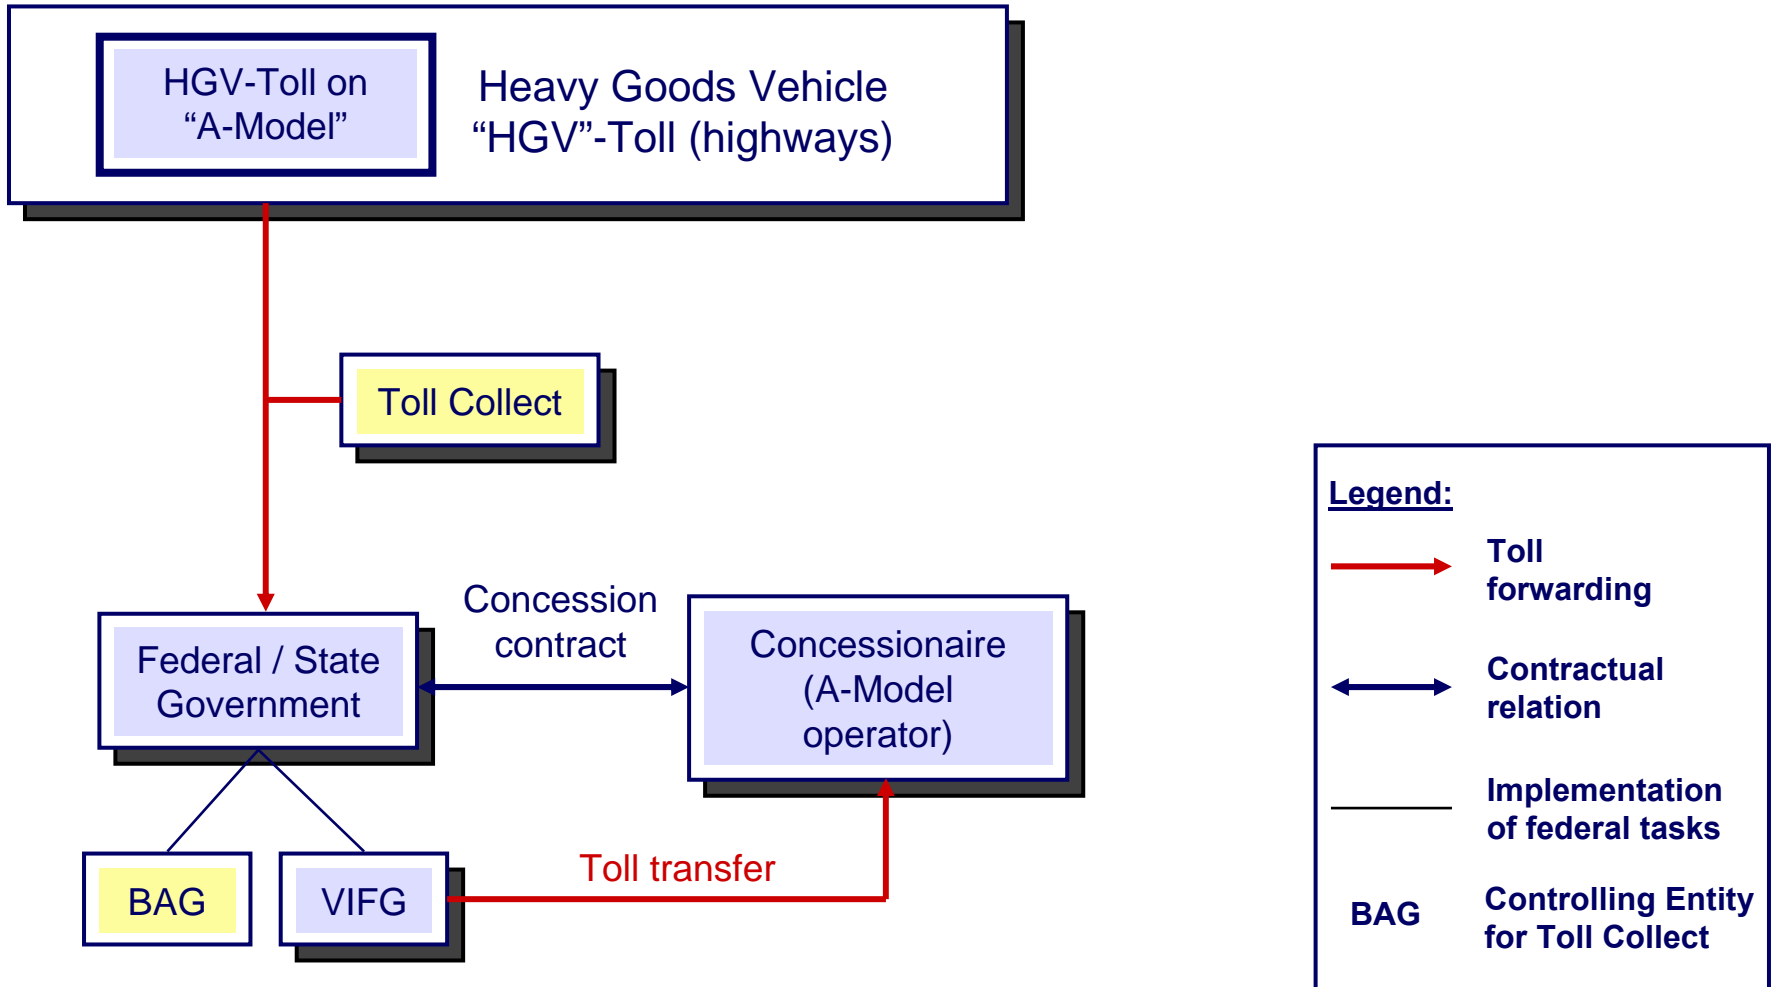 HGV-Toll on
“A-Model”
Heavy Goods Vehicle
“HGV”-Toll (highways)
Toll Collect
Concession
contract
Federal / State
Government
Concessionaire
(A-Model
operator)
BAG
VIFG
Toll transfer
Legend:
Toll
forwarding
Contractual
relation
Implementation
of federal tasks
BAG
Controlling Entity
for Toll Collect